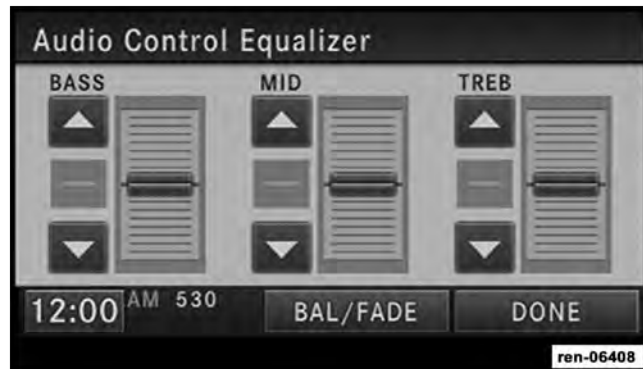 Audio Control Equalizer
BASS MID TREB
12:00 AM 530 BAL/FADE DONE
ren-06408